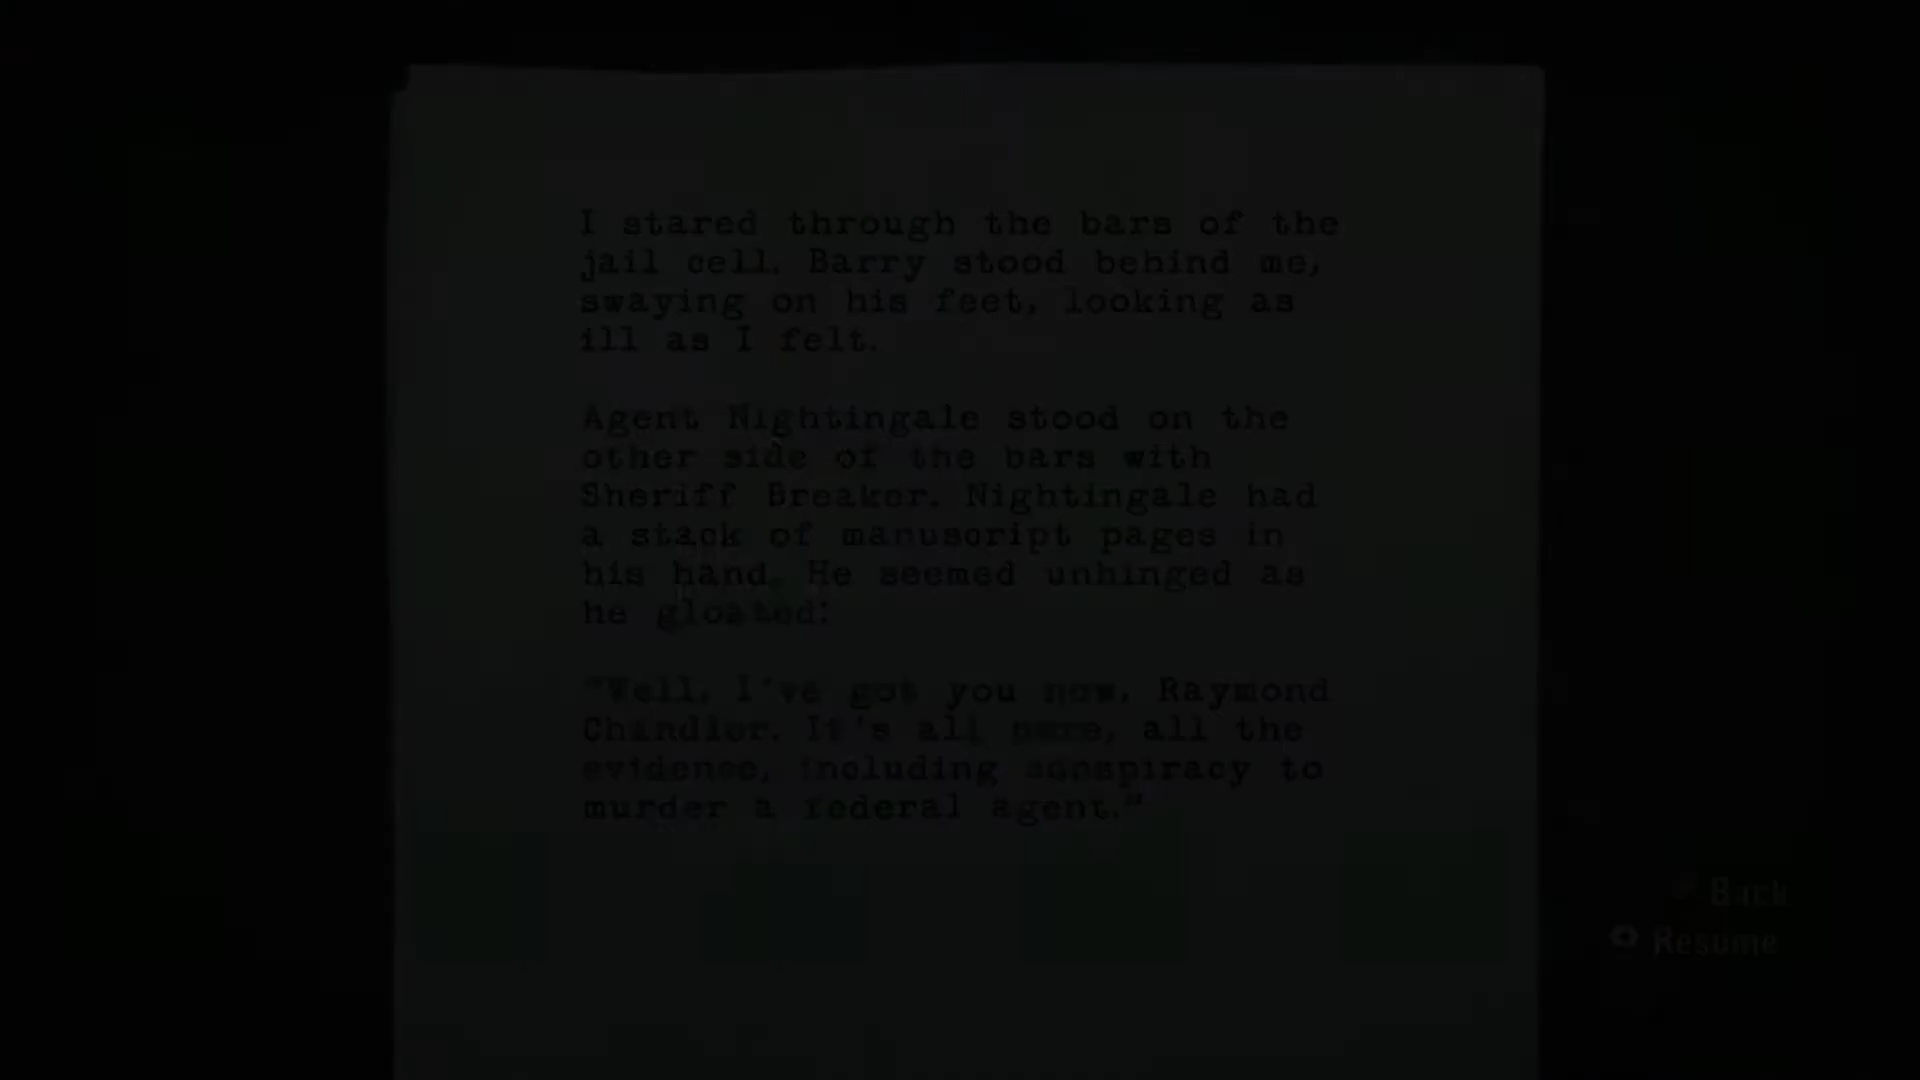 I stared through the bars of the
jail cell. Barry stood behind me,
swaying on his feet, looking as
ill as I felt.
Agent Nightingale stood on the
other side of the bars with
Sheriff Breaker. Nightingale had
a stack of manuscript pages in
his hand. He seemed unhinged as
he gloated:
"Well, I've got you now, Raymond
Chandler. It's all here, all the
evidence, including conspiracy to
murder a federal agent."
Back
Resume